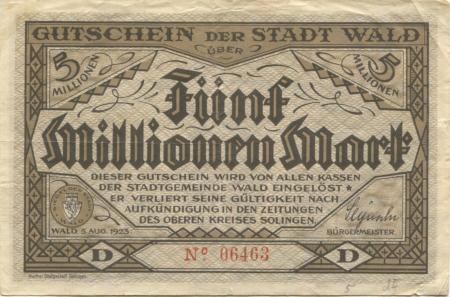 GUTSCHEIN DER STADT WALD
ÜBER
5 MILLIONEN
5 MILLIONEN
Fünf
Millionen Mark
DIESER GUTSCHEIN WIRD VON ALLEN KASSEN
DER STADTGEMEINDE WALD EINGELÖST *
ER VERLIERT SEINE GÜLTIGKEIT NACH
AUFKÜNDIGUNG IN DEN ZEITUNGEN
DES OBEREN KREISES SOLINGEN.
WALD 5. AUG. 1923
BÜRGERMEISTER.
D
Nº 06463
D